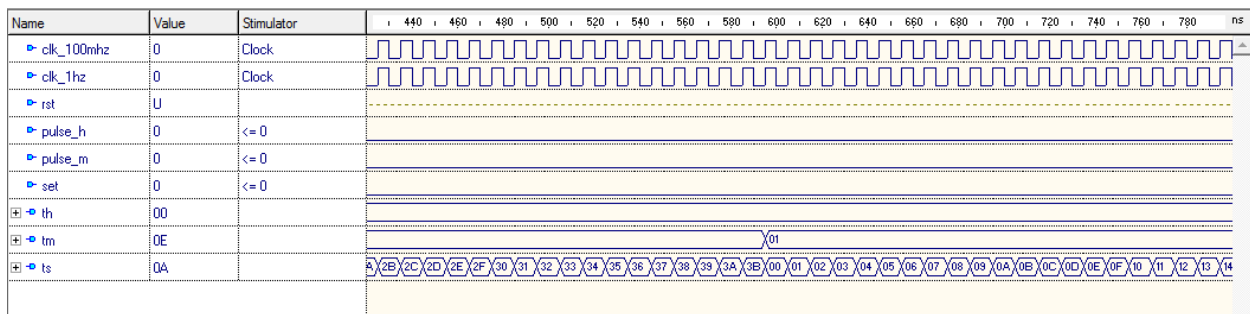 Name Value Stimulator 440 460 480 500 520 540 560 580 600 620 640 660 680 700 720 740 760 780 ns
clk_100mhz 0 Clock
clk_1hz 0 Clock
rst U
pulse_h 0 <= 0
pulse_m 0 <= 0
set 0 <= 0
th 00
tm 0E 01
ts 0A A 2B 2C 2D 2E 2F 30 31 32 33 34 35 36 37 38 39 3A 3B 00 01 02 03 04 05 06 07 08 09 0A 0B 0C 0D 0E 0F 10 11 12 13 14